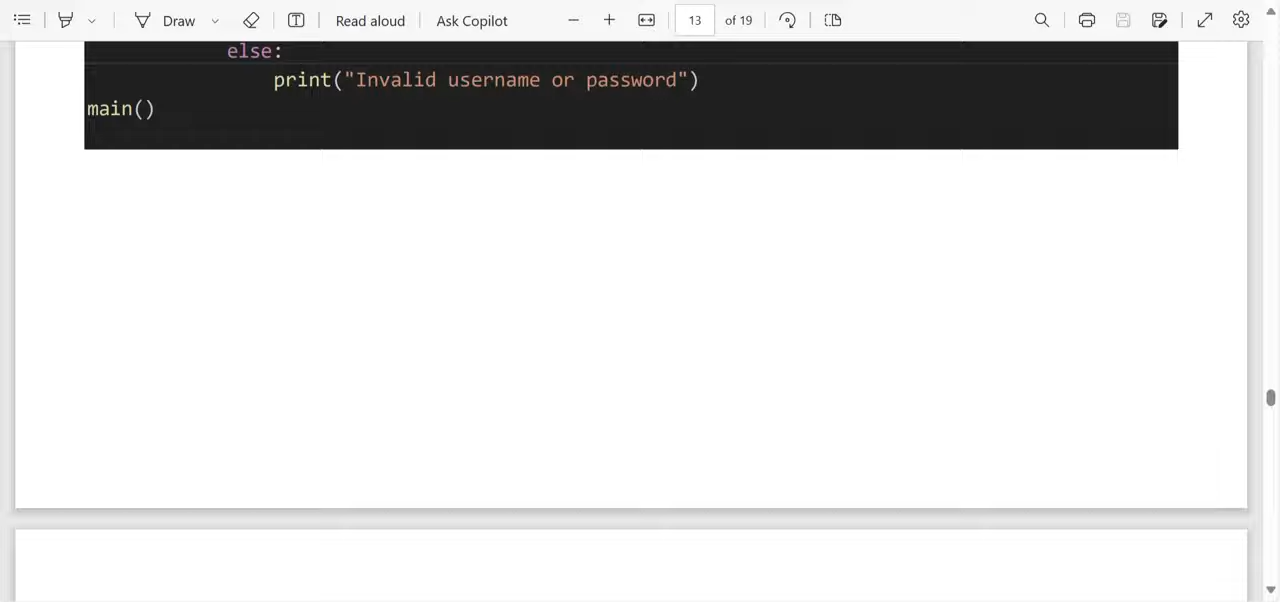 Draw
Read aloud
Ask Copilot
13 of 19
else:
print("Invalid username or password")
main()